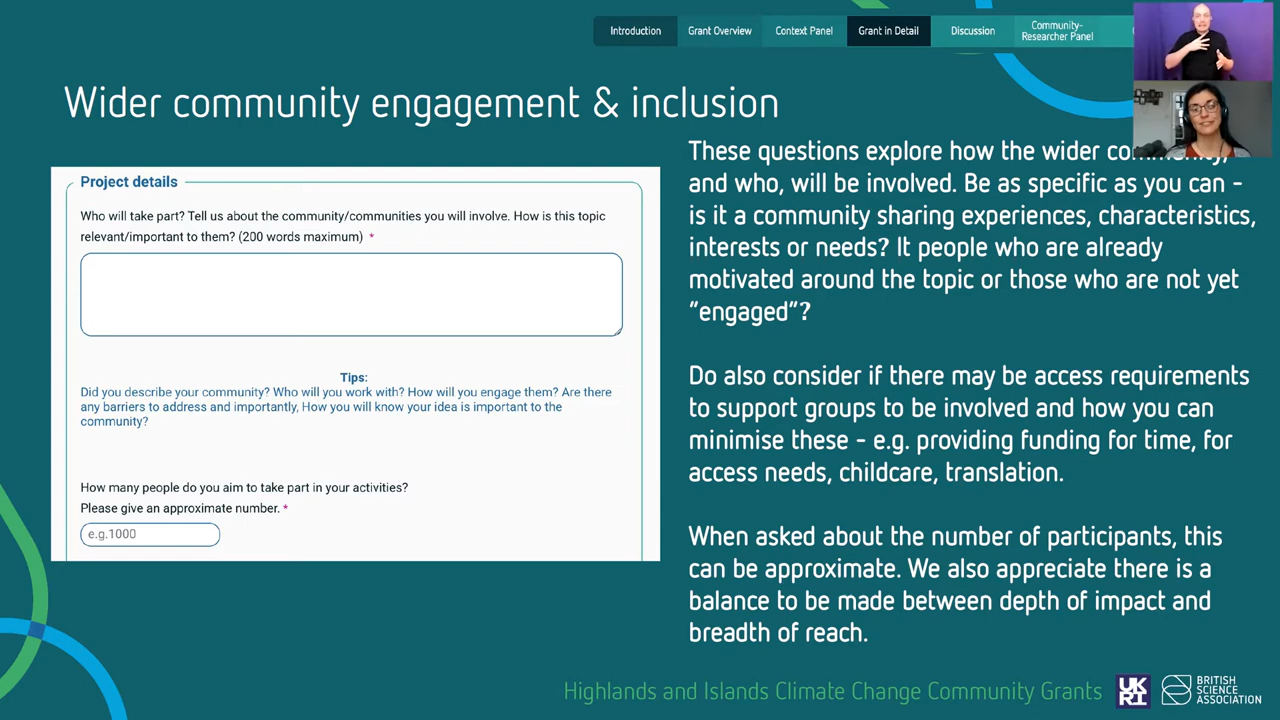 Introduction
Grant Overview
Context Panel
Grant in Detail
Discussion
Community-
Researcher Panel
Wider community engagement & inclusion
Project details
Who will take part? Tell us about the community/communities you will involve. How is this topic
relevant/important to them? (200 words maximum) *
Tips:
Did you describe your community? Who will you work with? How will you engage them? Are there
any barriers to address and importantly, How you will know your idea is important to the
community?
How many people do you aim to take part in your activities?
Please give an approximate number. *
e.g.1000
These questions explore how the wider community,
and who, will be involved. Be as specific as you can -
is it a community sharing experiences, characteristics,
interests or needs? It people who are already
motivated around the topic or those who are not yet
"engaged"?
Do also consider if there may be access requirements
to support groups to be involved and how you can
minimise these - e.g. providing funding for time, for
access needs, childcare, translation.
When asked about the number of participants, this
can be approximate. We also appreciate there is a
balance to be made between depth of impact and
breadth of reach.
Highlands and Islands Climate Change Community Grants
UK
RI
BRITISH
SCIENCE
ASSOCIATION